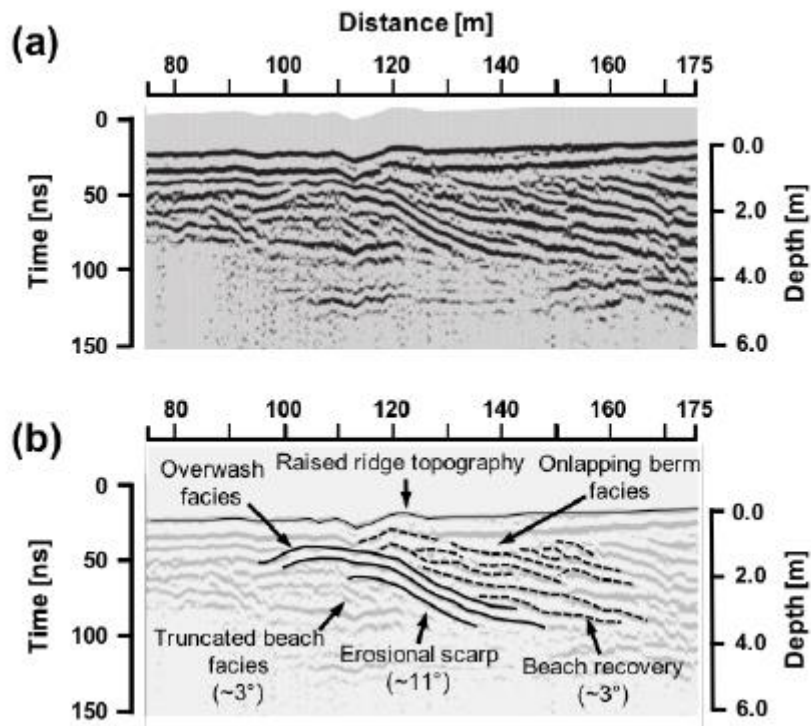 Distance [m]
(a)
80 100 120 140 160 175
0
50
100
150
Time [ns]
0.0
2.0
4.0
6.0
Depth [m]
(b)
80 100 120 140 160 175
Overwash
facies
Raised ridge topography
Onlapping berm
facies
0
50
100
150
Time [ns]
0.0
2.0
4.0
6.0
Depth [m]
Truncated beach
facies
(~3°)
Erosional scarp
(~11°)
Beach recovery
(~3°)